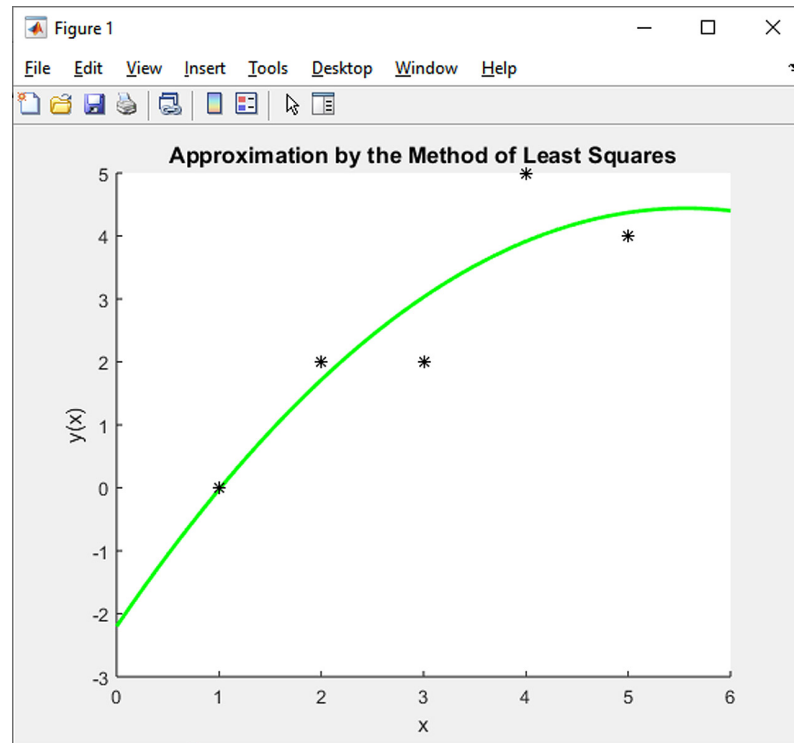 Figure 1
File Edit View Insert Tools Desktop Window Help
Approximation by the Method of Least Squares
5
4
3
2
1
0
-1
-2
-3
y(x)
0 1 2 3 4 5 6
x